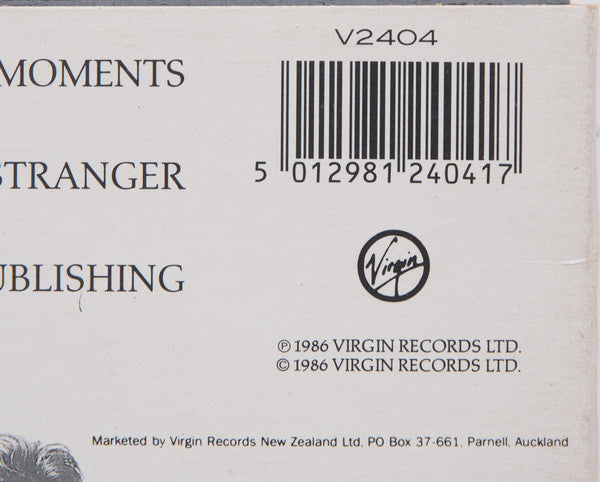 V2404
MOMENTS
5 012981 240417
STRANGER
Virgin
UBLISHING
℗ 1986 VIRGIN RECORDS LTD.
© 1986 VIRGIN RECORDS LTD.
Marketed by Virgin Records New Zealand Ltd, PO Box 37-661, Parnell, Auckland